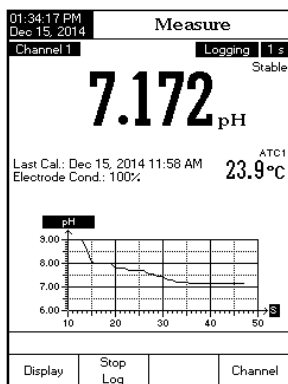 01:34:17 PM
Dec 15, 2014
Measure
Channel 1
Logging 1 s
Stable
7.172 pH
ATC1
Last Cal.: Dec 15, 2014 11:58 AM
Electrode Cond.: 100%
23.9°C
pH
9.00
8.00
7.00
6.00
10 20 30 40 50 S
Display
Stop
Log
Channel